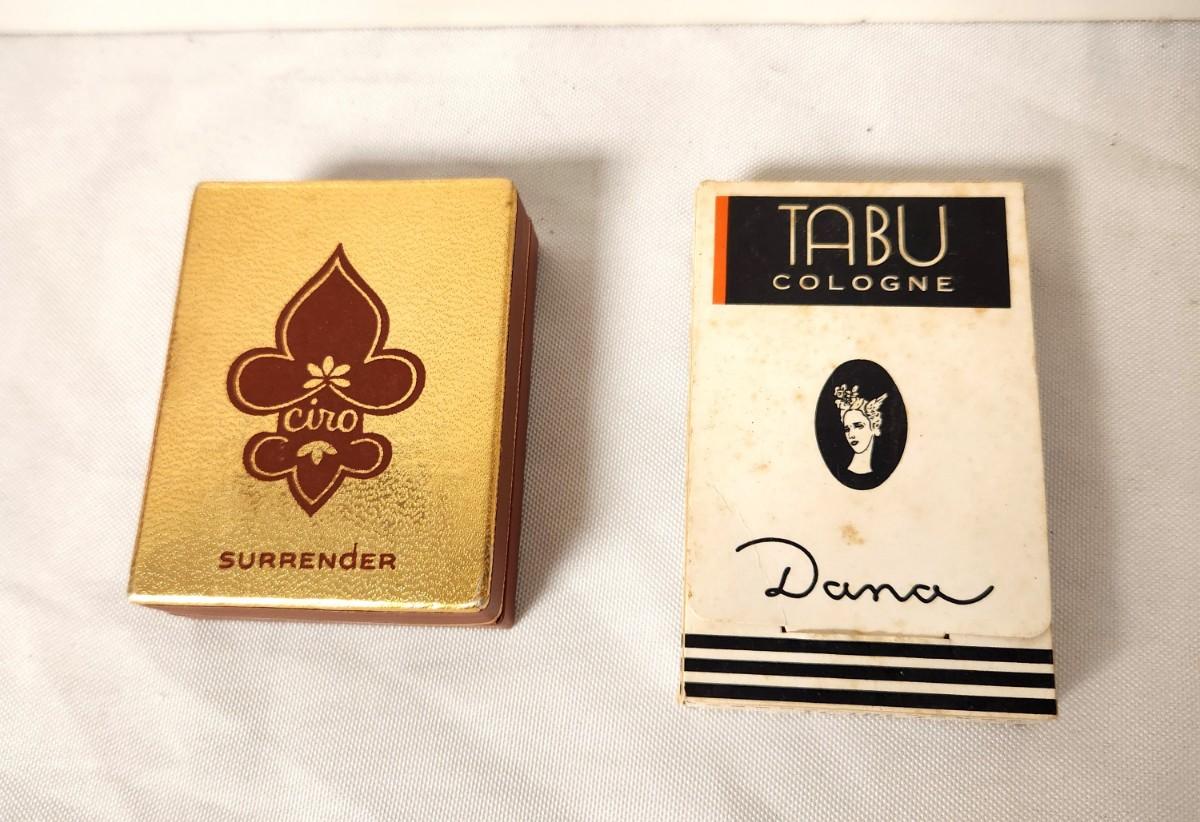 ciro
SURRENDER
TABU
COLOGNE
Dana